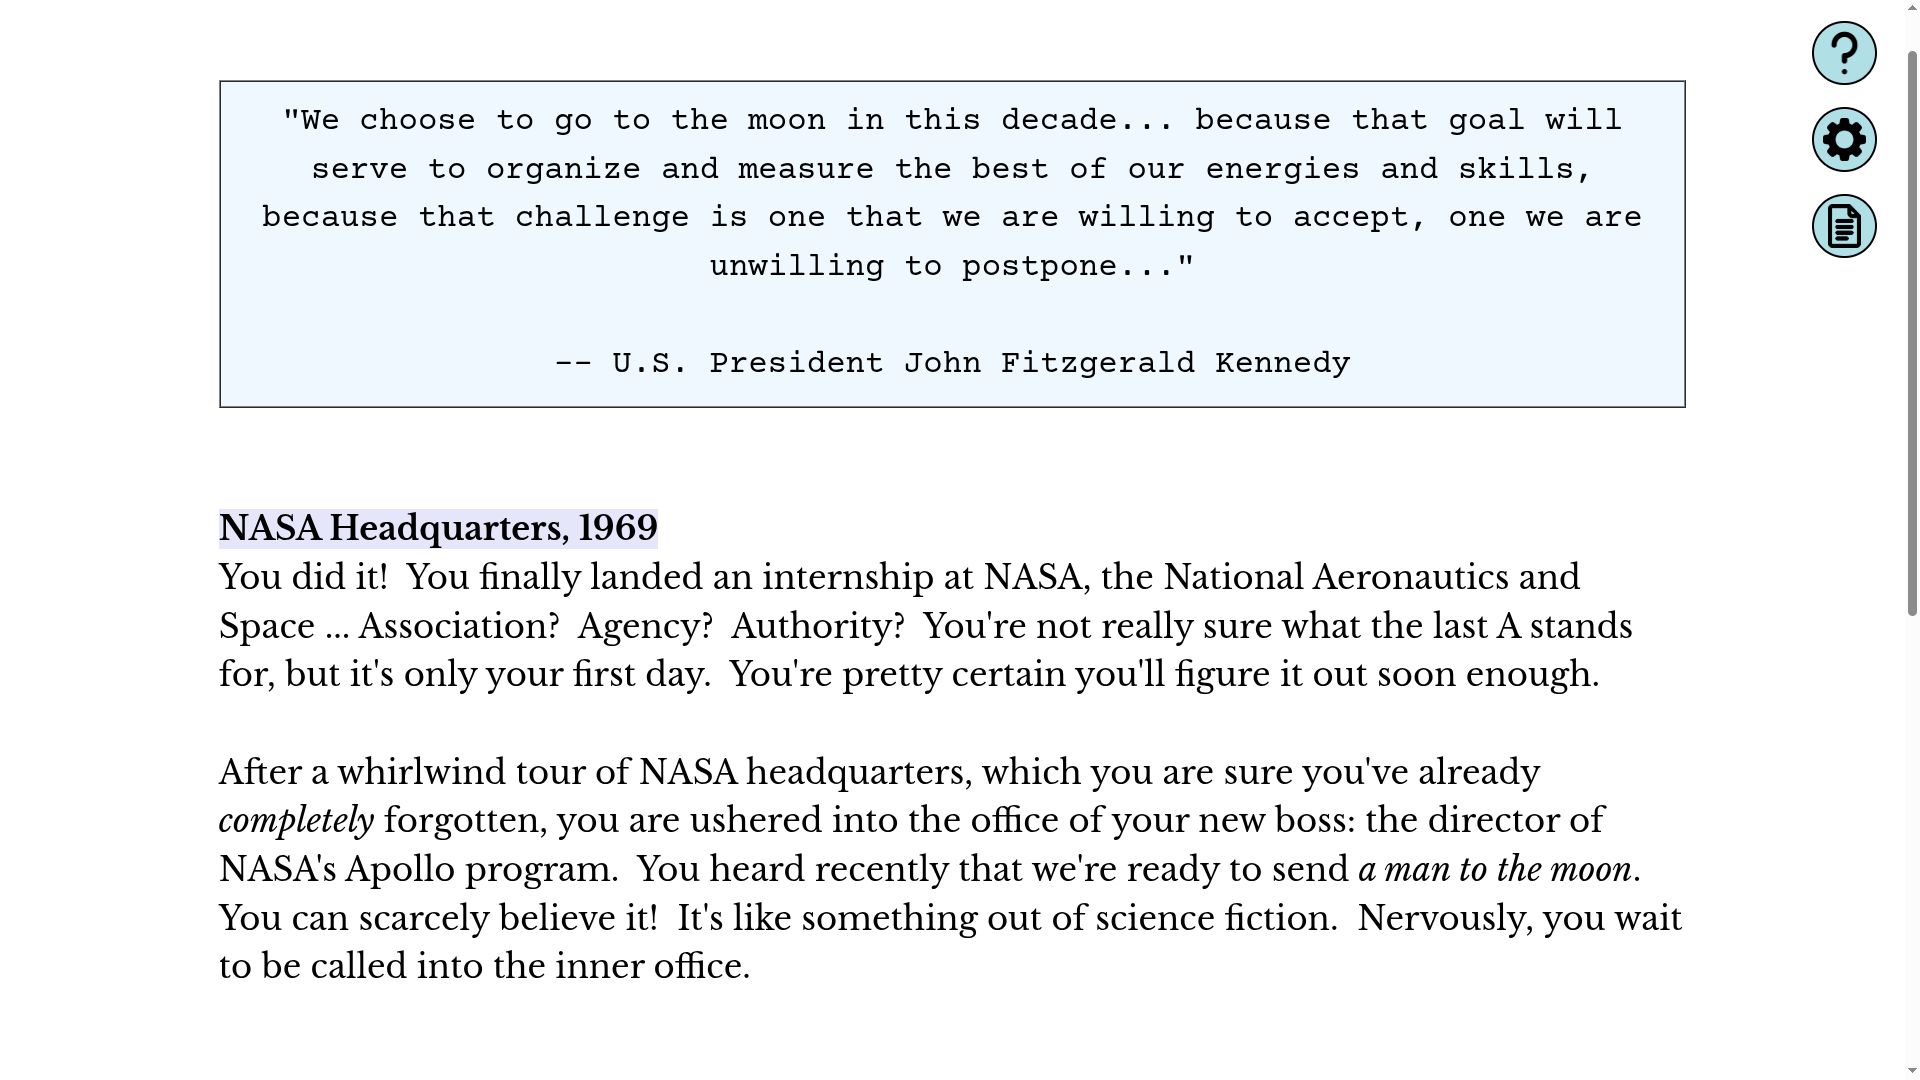 "We choose to go to the moon in this decade... because that goal will
serve to organize and measure the best of our energies and skills,
because that challenge is one that we are willing to accept, one we are
unwilling to postpone..."
-- U.S. President John Fitzgerald Kennedy
NASA Headquarters, 1969
You did it!  You finally landed an internship at NASA, the National Aeronautics and
Space ... Association?  Agency?  Authority?  You're not really sure what the last A stands
for, but it's only your first day.  You're pretty certain you'll figure it out soon enough.
After a whirlwind tour of NASA headquarters, which you are sure you've already
completely forgotten, you are ushered into the office of your new boss: the director of
NASA's Apollo program.  You heard recently that we're ready to send a man to the moon.
You can scarcely believe it!  It's like something out of science fiction.  Nervously, you wait
to be called into the inner office.